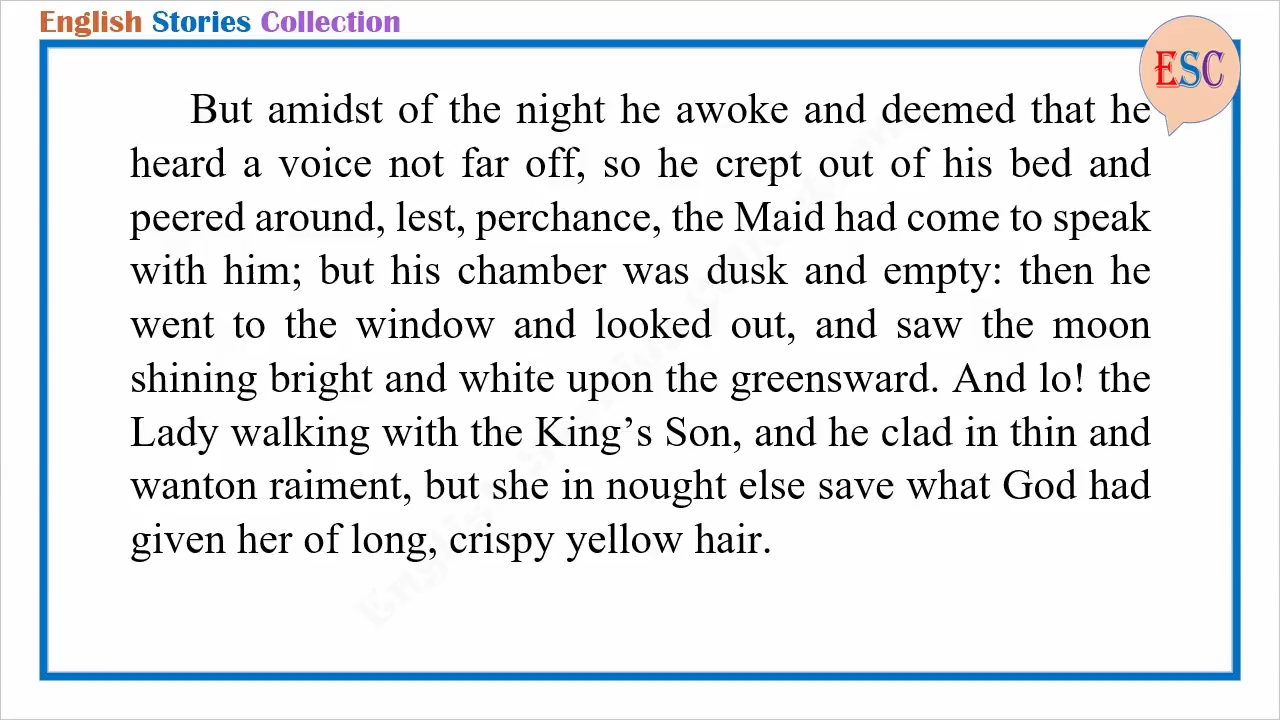 English Stories Collection
ESC
But amidst of the night he awoke and deemed that he
heard a voice not far off, so he crept out of his bed and
peered around, lest, perchance, the Maid had come to speak
with him; but his chamber was dusk and empty: then he
went to the window and looked out, and saw the moon
shining bright and white upon the greensward. And lo! the
Lady walking with the King’s Son, and he clad in thin and
wanton raiment, but she in nought else save what God had
given her of long, crispy yellow hair.